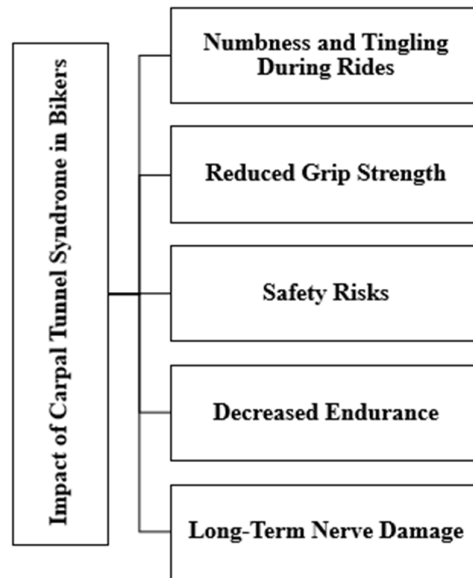 Impact of Carpal Tunnel Syndrome in Bikers
Numbness and Tingling
During Rides
Reduced Grip Strength
Safety Risks
Decreased Endurance
Long-Term Nerve Damage